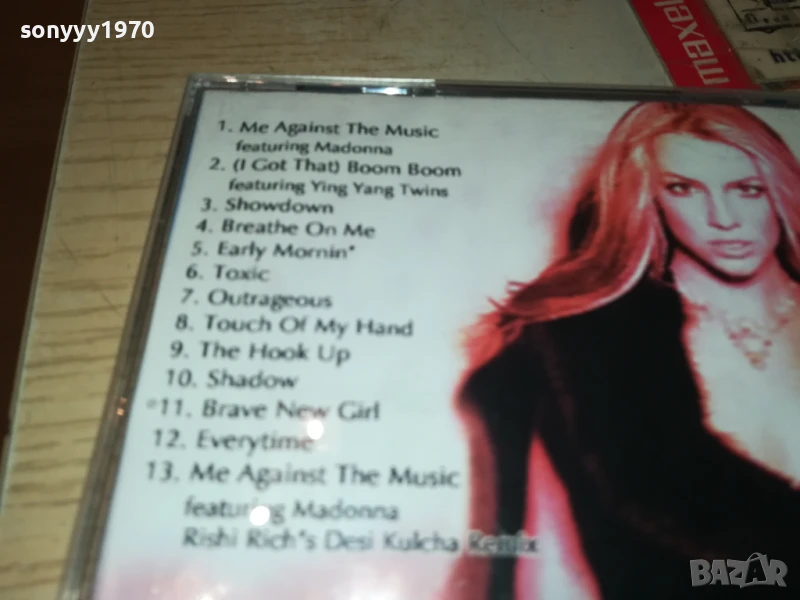 sonyyy1970
maxel
1. Me Against The Music
featuring Madonna
2. (I Got That) Boom Boom
featuring Ying Yang Twins
3. Showdown
4. Breathe On Me
5. Early Mornin'
6. Toxic
7. Outrageous
8. Touch Of My Hand
9. The Hook Up
10. Shadow
11. Brave New Girl
12. Everytime
13. Me Against The Music
featuring Madonna
Rishi Rich's Desi Kulcha Remix
BAZAR